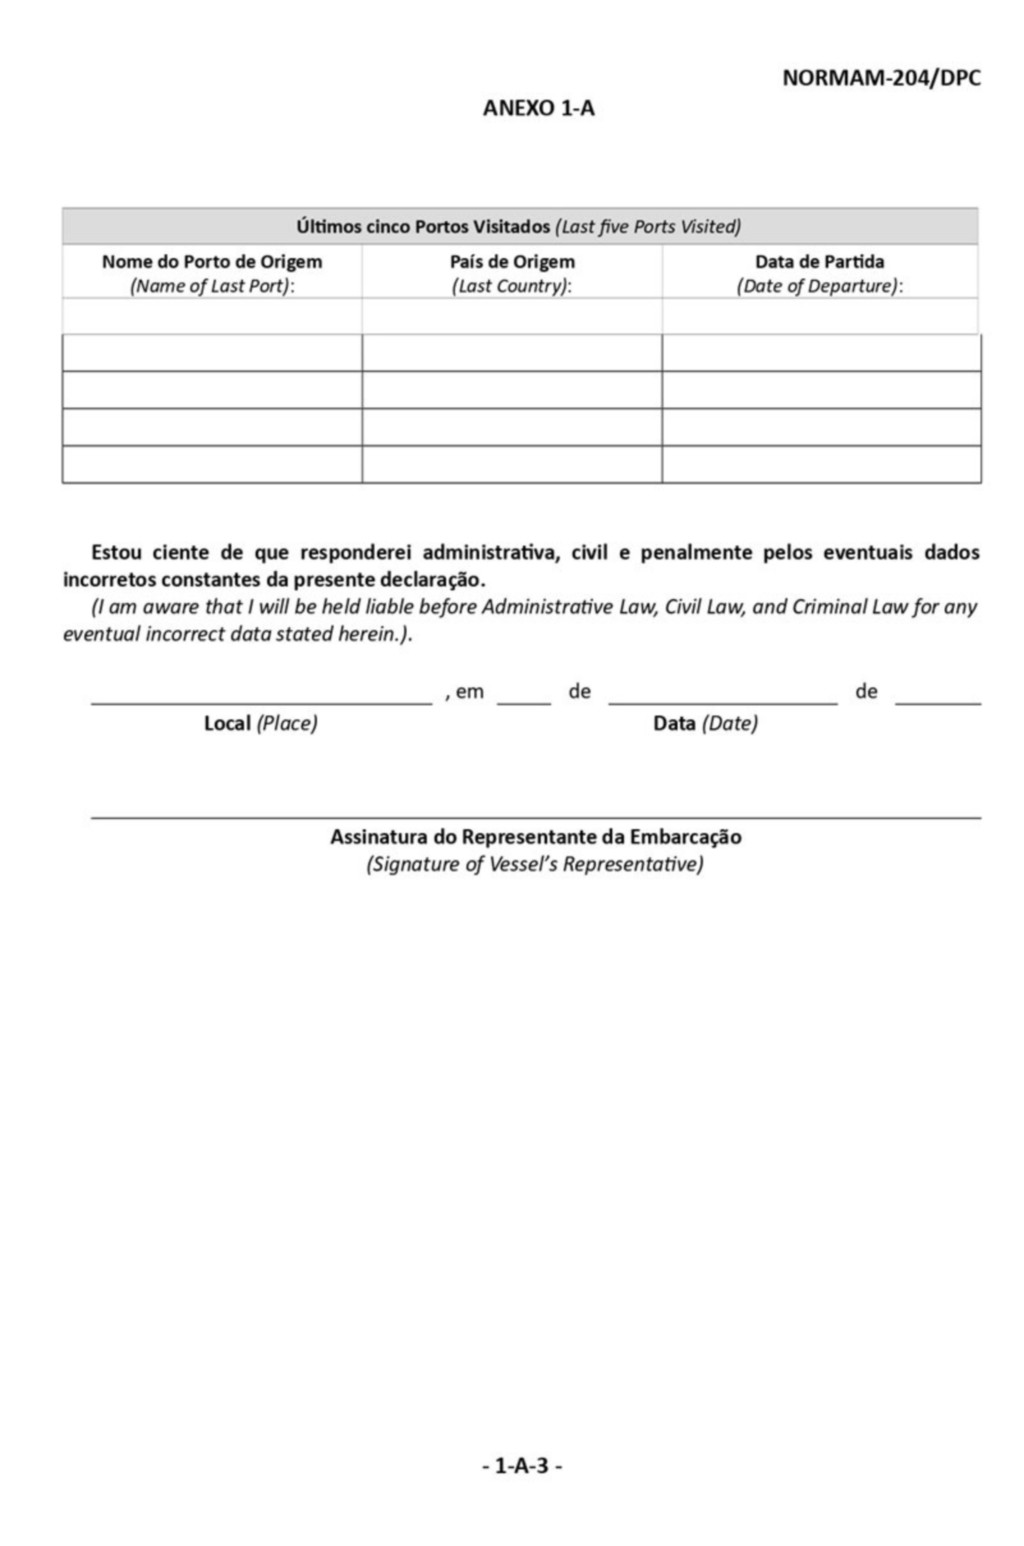 NORMAM-204/DPC
ANEXO 1-A
Últimos cinco Portos Visitados (Last five Ports Visited)
Nome do Porto de Origem
(Name of Last Port):
País de Origem
(Last Country):
Data de Partida
(Date of Departure):
Estou ciente de que responderei administrativa, civil e penalmente pelos eventuais dados
incorretos constantes da presente declaração.
(I am aware that I will be held liable before Administrative Law, Civil Law, and Criminal Law for any
eventual incorrect data stated herein.).
, em de de
Local (Place) Data (Date)
Assinatura do Representante da Embarcação
(Signature of Vessel's Representative)
- 1-A-3 -